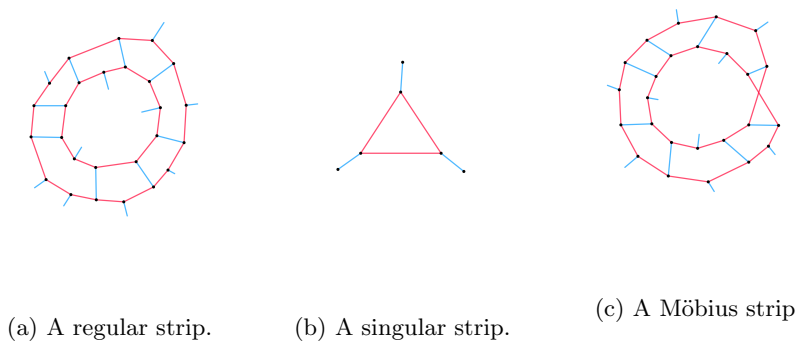 (a) A regular strip.
(b) A singular strip.
(c) A Möbius strip